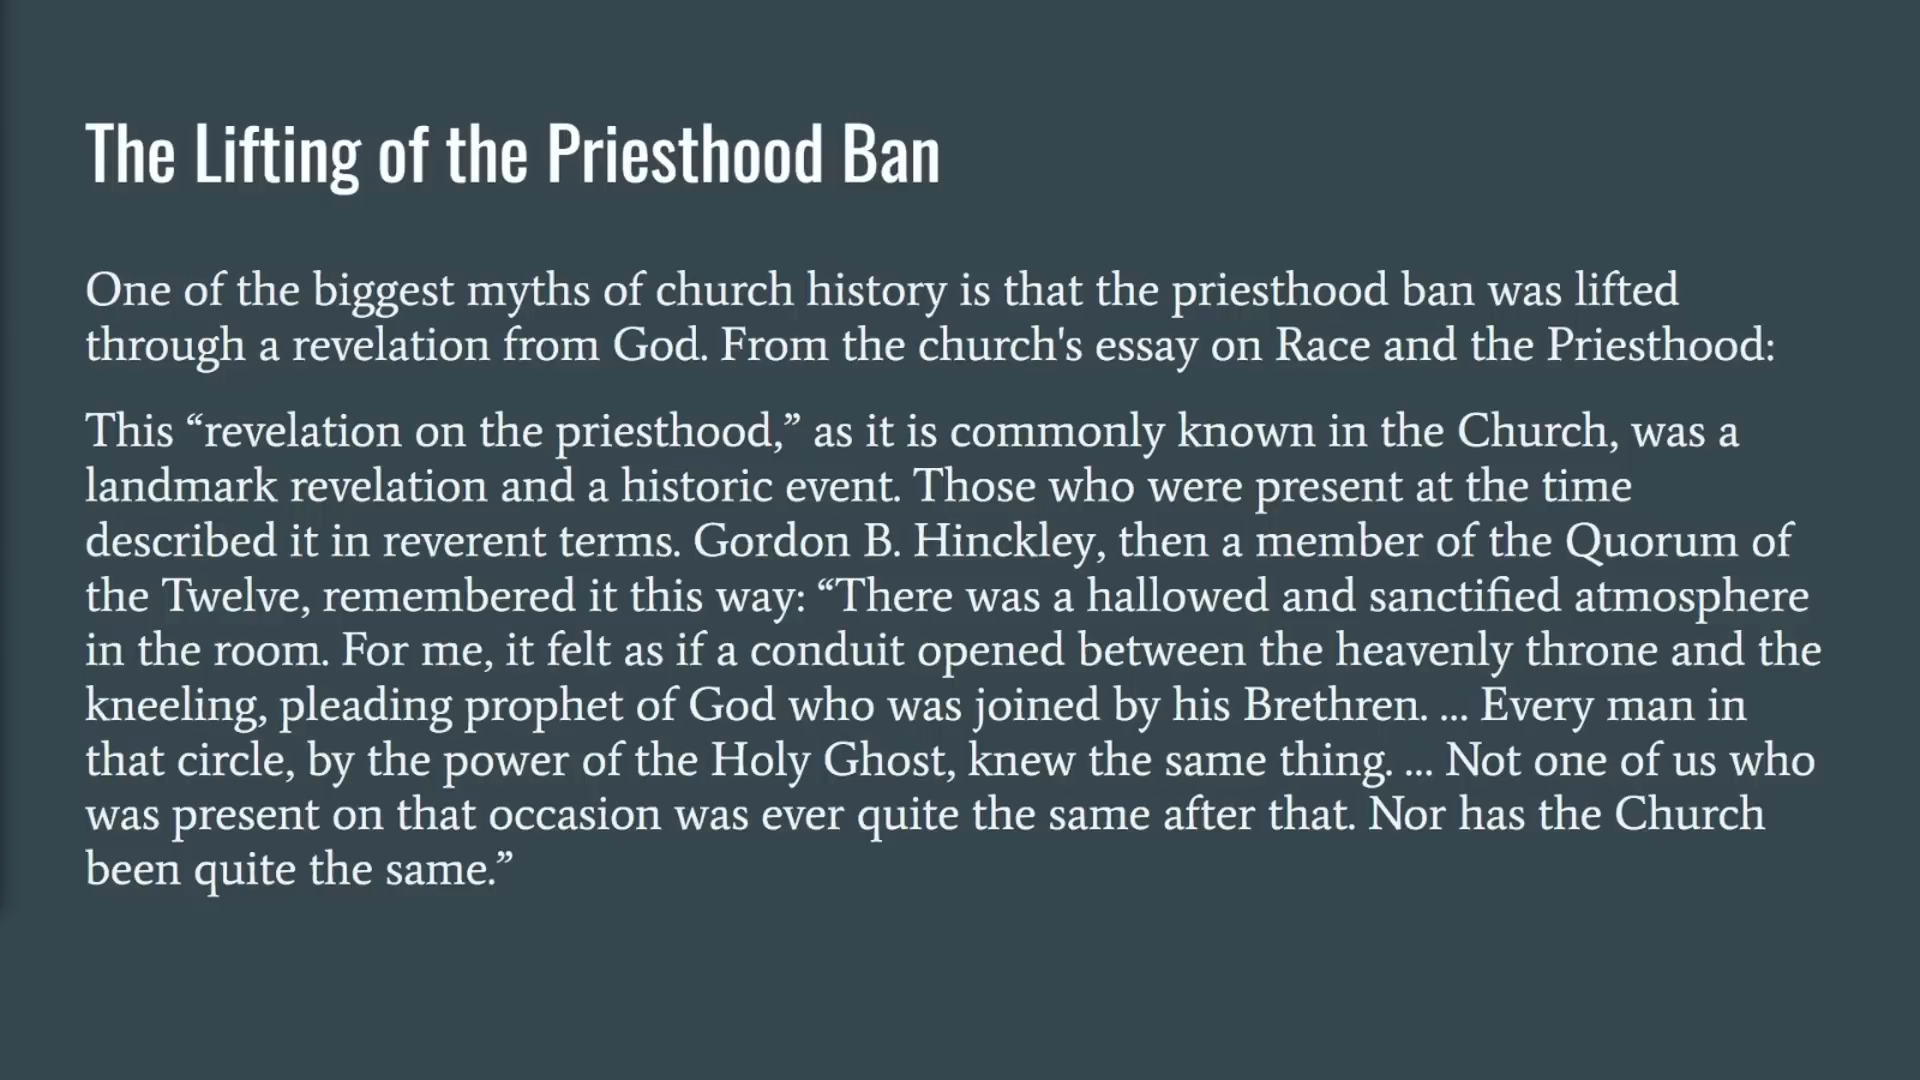 The Lifting of the Priesthood Ban
One of the biggest myths of church history is that the priesthood ban was lifted
through a revelation from God. From the church's essay on Race and the Priesthood:
This “revelation on the priesthood,” as it is commonly known in the Church, was a
landmark revelation and a historic event. Those who were present at the time
described it in reverent terms. Gordon B. Hinckley, then a member of the Quorum of
the Twelve, remembered it this way: “There was a hallowed and sanctified atmosphere
in the room. For me, it felt as if a conduit opened between the heavenly throne and the
kneeling, pleading prophet of God who was joined by his Brethren. ... Every man in
that circle, by the power of the Holy Ghost, knew the same thing. ... Not one of us who
was present on that occasion was ever quite the same after that. Nor has the Church
been quite the same.”